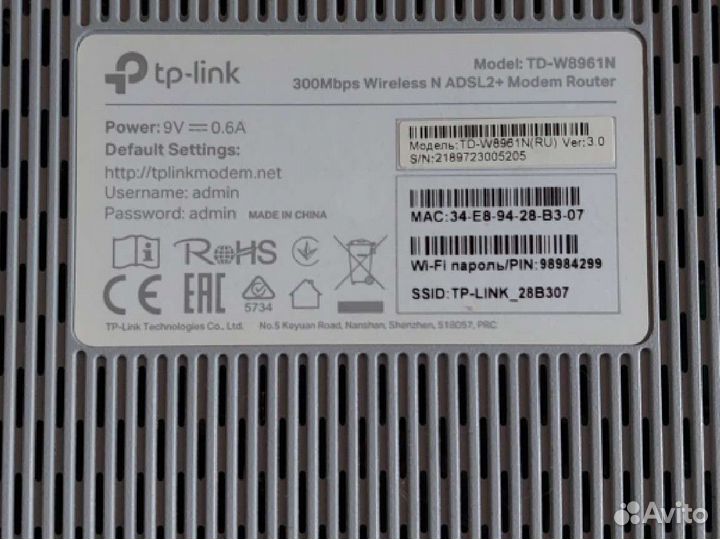 tp-link
Model: TD-W8961N
300Mbps Wireless N ADSL2+ Modem Router
Power: 9V ⎓ 0.6A
Default Settings:
http://tplinkmodem.net
Username: admin
Password: admin MADE IN CHINA
Модель:TD-W8961N(RU) Ver:3.0
S/N:2189723005205
MAC:34-E8-94-28-B3-07
Wi-Fi пароль/PIN:98984299
SSID:TP-LINK_28B307
RoHS
CE EAC 5734
TP-Link Technologies Co., Ltd. No.5 Keyuan Road, Nanshan, Shenzhen, 518057, PRC
Avito